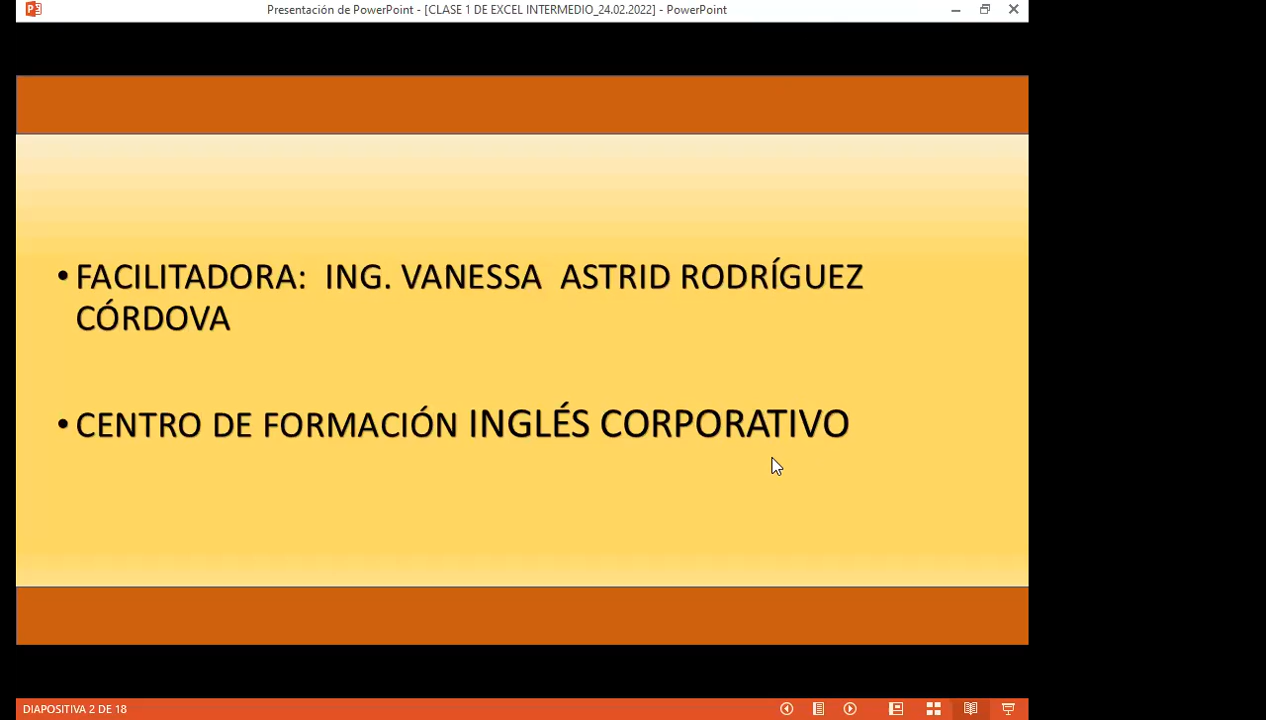 Presentación de PowerPoint - [CLASE 1 DE EXCEL INTERMEDIO_24.02.2022] - PowerPoint
• FACILITADORA: ING. VANESSA ASTRID RODRÍGUEZ
CÓRDOVA
• CENTRO DE FORMACIÓN INGLÉS CORPORATIVO
DIAPOSITIVA 2 DE 18